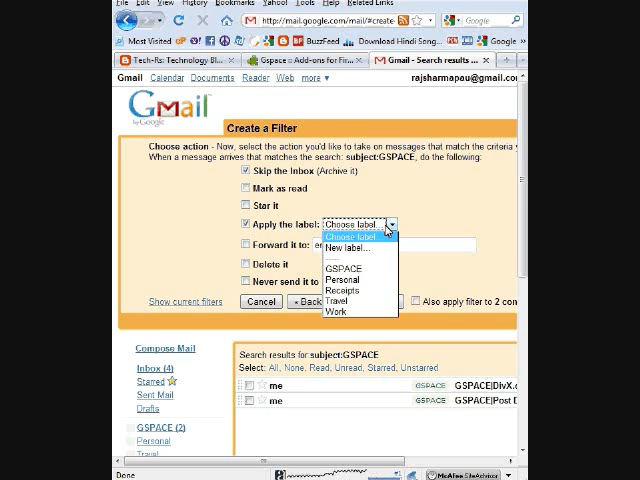 File Edit View History Bookmarks Yahoo! Tools Help Related Links
http://mail.google.com/mail/#create- Google
Most Visited BuzzFeed Download Hindi Song... Google
Tech-Rs: Technology Bl... Gspace :: Add-ons for Fir... Gmail - Search results ...
Gmail Calendar Documents Reader Web more ▼ rajsharmapau@gmail.co
Gmail
by Google
Create a Filter
Choose action - Now, select the action you'd like to take on messages that match the criteria y
When a message arrives that matches the search: subject:GSPACE, do the following:
Skip the Inbox (Archive it)
Mark as read
Star it
Apply the label: Choose label...
Choose label...
New label...
Forward it to: e
Delete it
GSPACE
Never send it to
Personal
Receipts
Travel
Work
Show current filters Cancel « Back Also apply filter to 2 con
Compose Mail
Inbox (4)
Starred
Sent Mail
Drafts
GSPACE (2)
Personal
Travel
Search results for subject:GSPACE
Select: All, None, Read, Unread, Starred, Unstarred
me GSPACE GSPACE|DivX.
me GSPACE GSPACE|Post D
Done McAfee SiteAdvisor